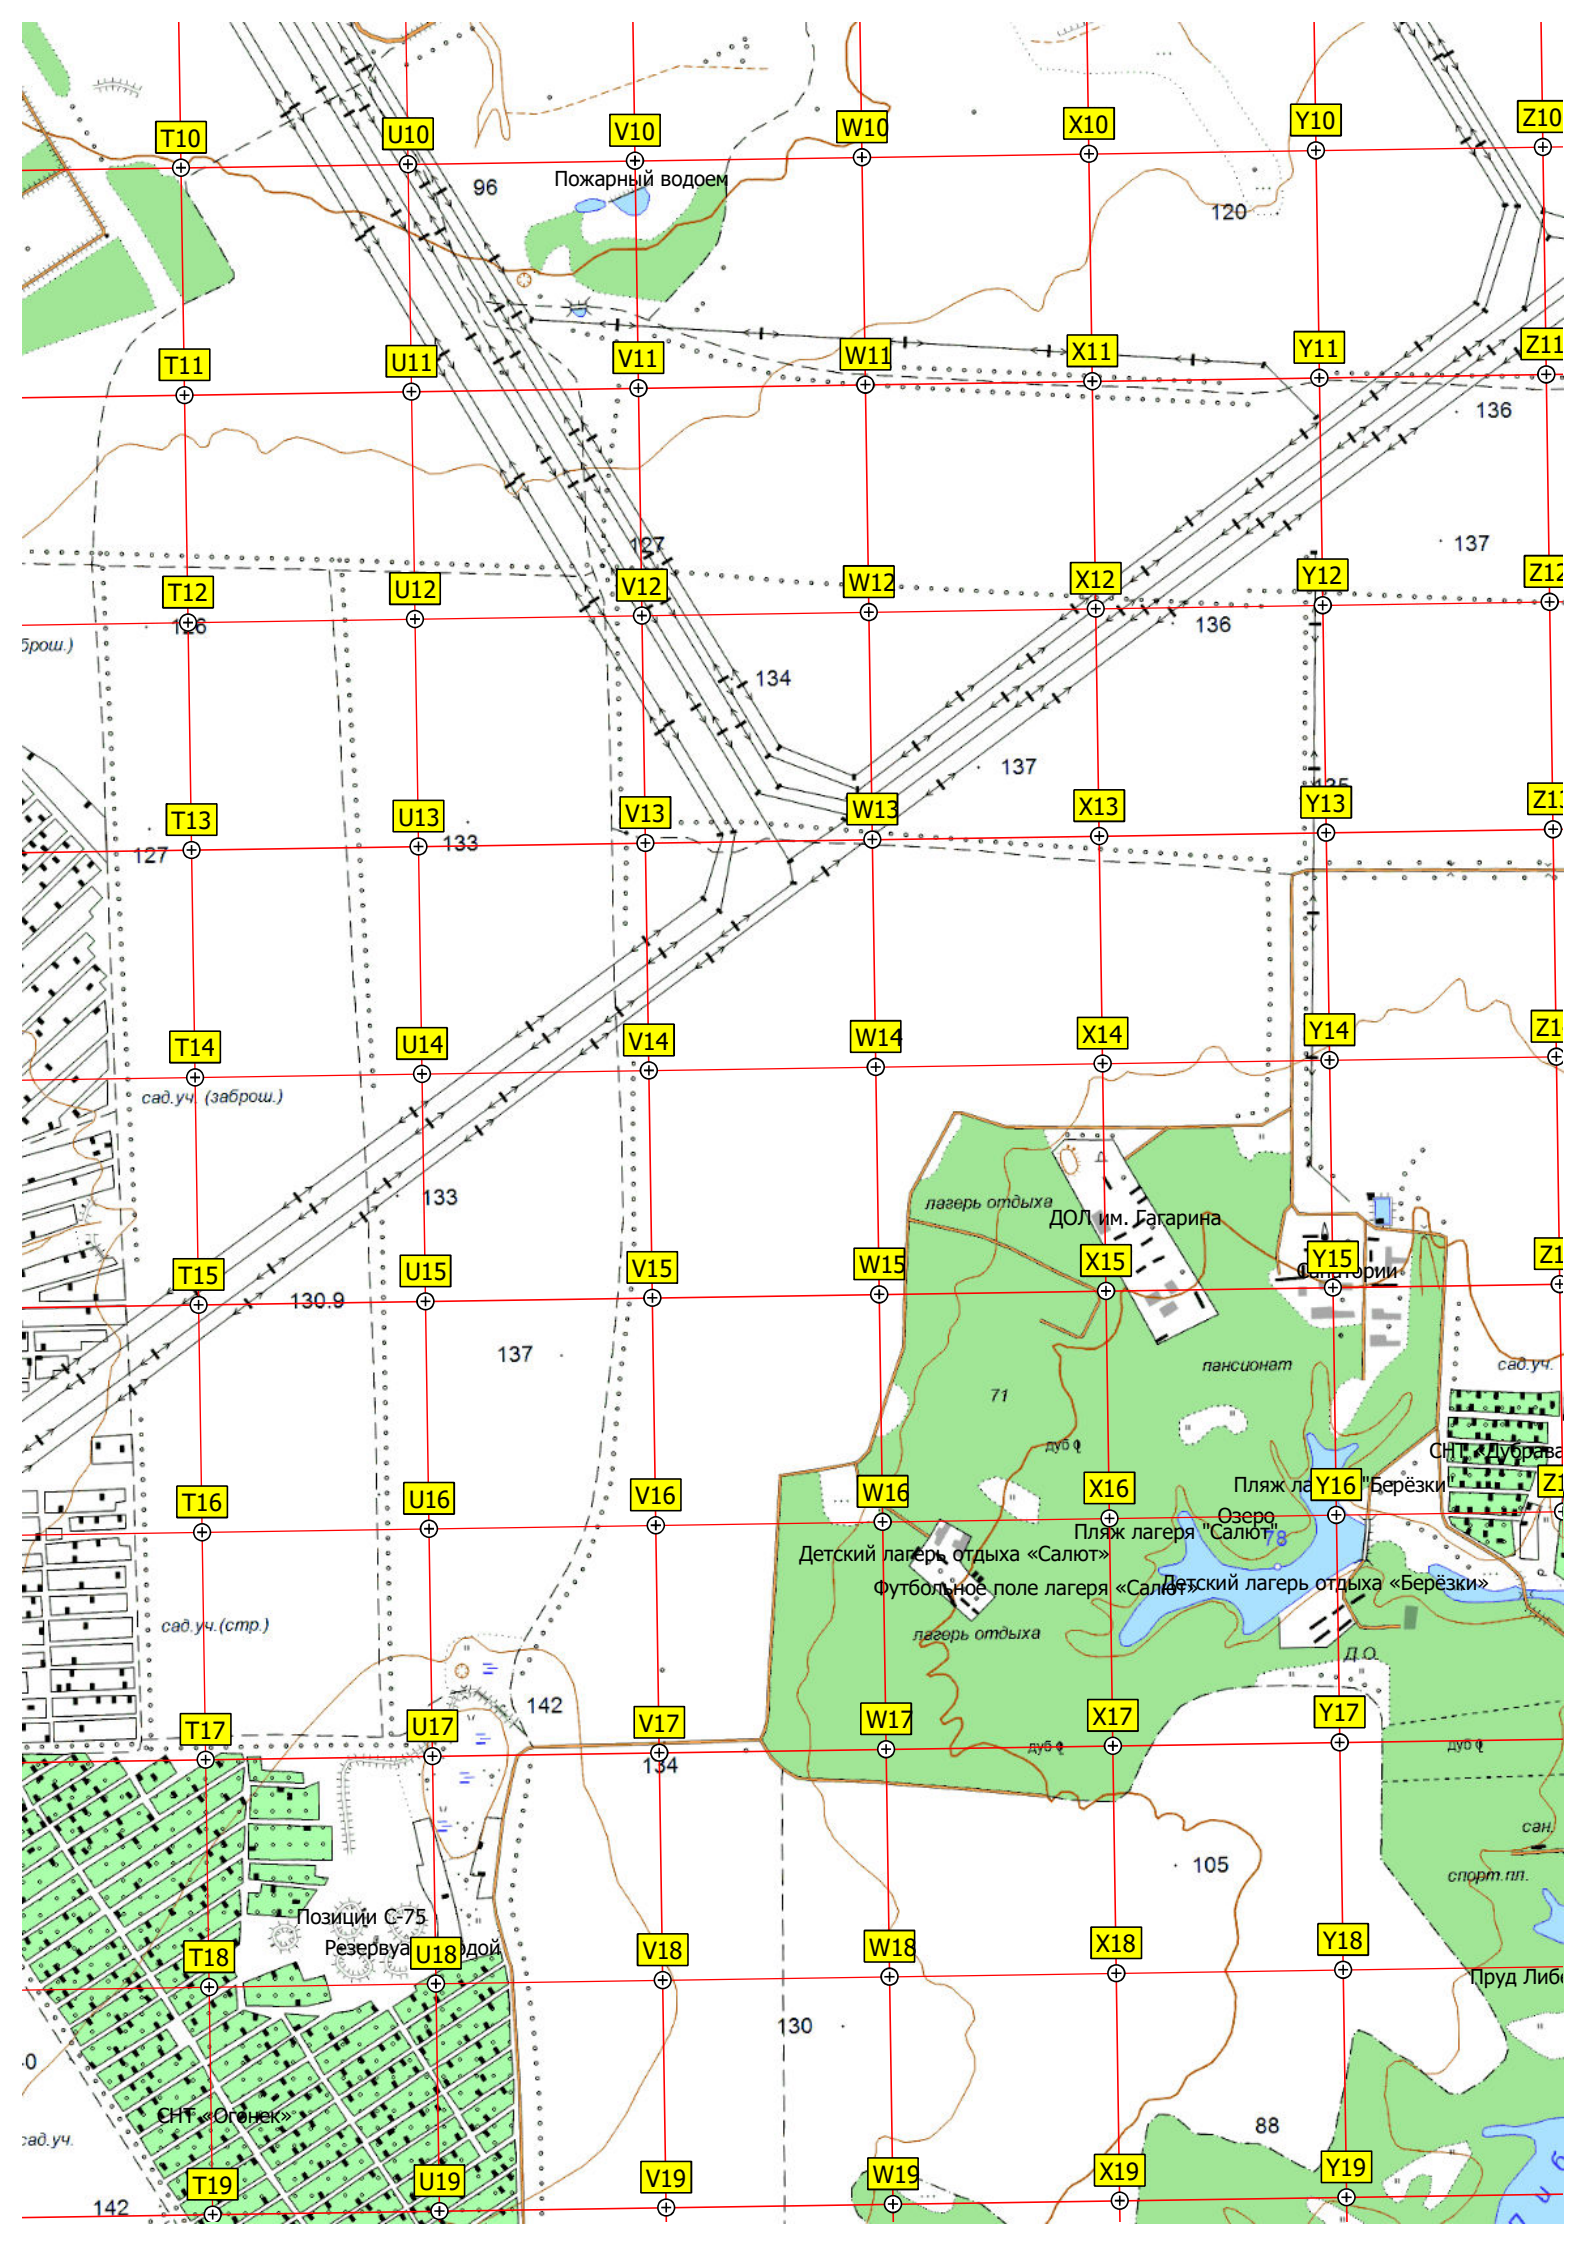 T10
U10
V10
W10
X10
Y10
Z10
96
Пожарный водоем
120
T11
U11
V11
W11
X11
Y11
Z11
136
127
137
T12
U12
V12
W12
X12
Y12
Z12
126
136
брош.)
134
137
135
T13
U13
V13
W13
X13
Y13
127
133
T14
U14
V14
W14
X14
Y14
сад.уч. (заброш.)
133
лагерь отдыха
ДОЛ им. Гагарина
T15
U15
V15
W15
X15
Y15
130.9
137
пансионат
сад.уч.
71
дуб
СНТ «Дубрава
T16
U16
V16
W16
X16
Y16
"Берёзки"
Озеро
Пляж лагеря "Салют"
78
Детский лагерь отдыха «Салют»
Футбольное поле лагеря «Салют»
Детский лагерь отдыха «Берёзки»
сад.уч.(стр.)
лагерь отдыха
Д.О.
142
T17
U17
V17
W17
X17
Y17
134
дуб
дуб
сан.
105
спорт.пл.
Позиции С-75
T18
U18
V18
W18
X18
Y18
Пруд Либе
130
СНТ «Огонек»
88
сад.уч.
T19
U19
V19
W19
X19
Y19
142